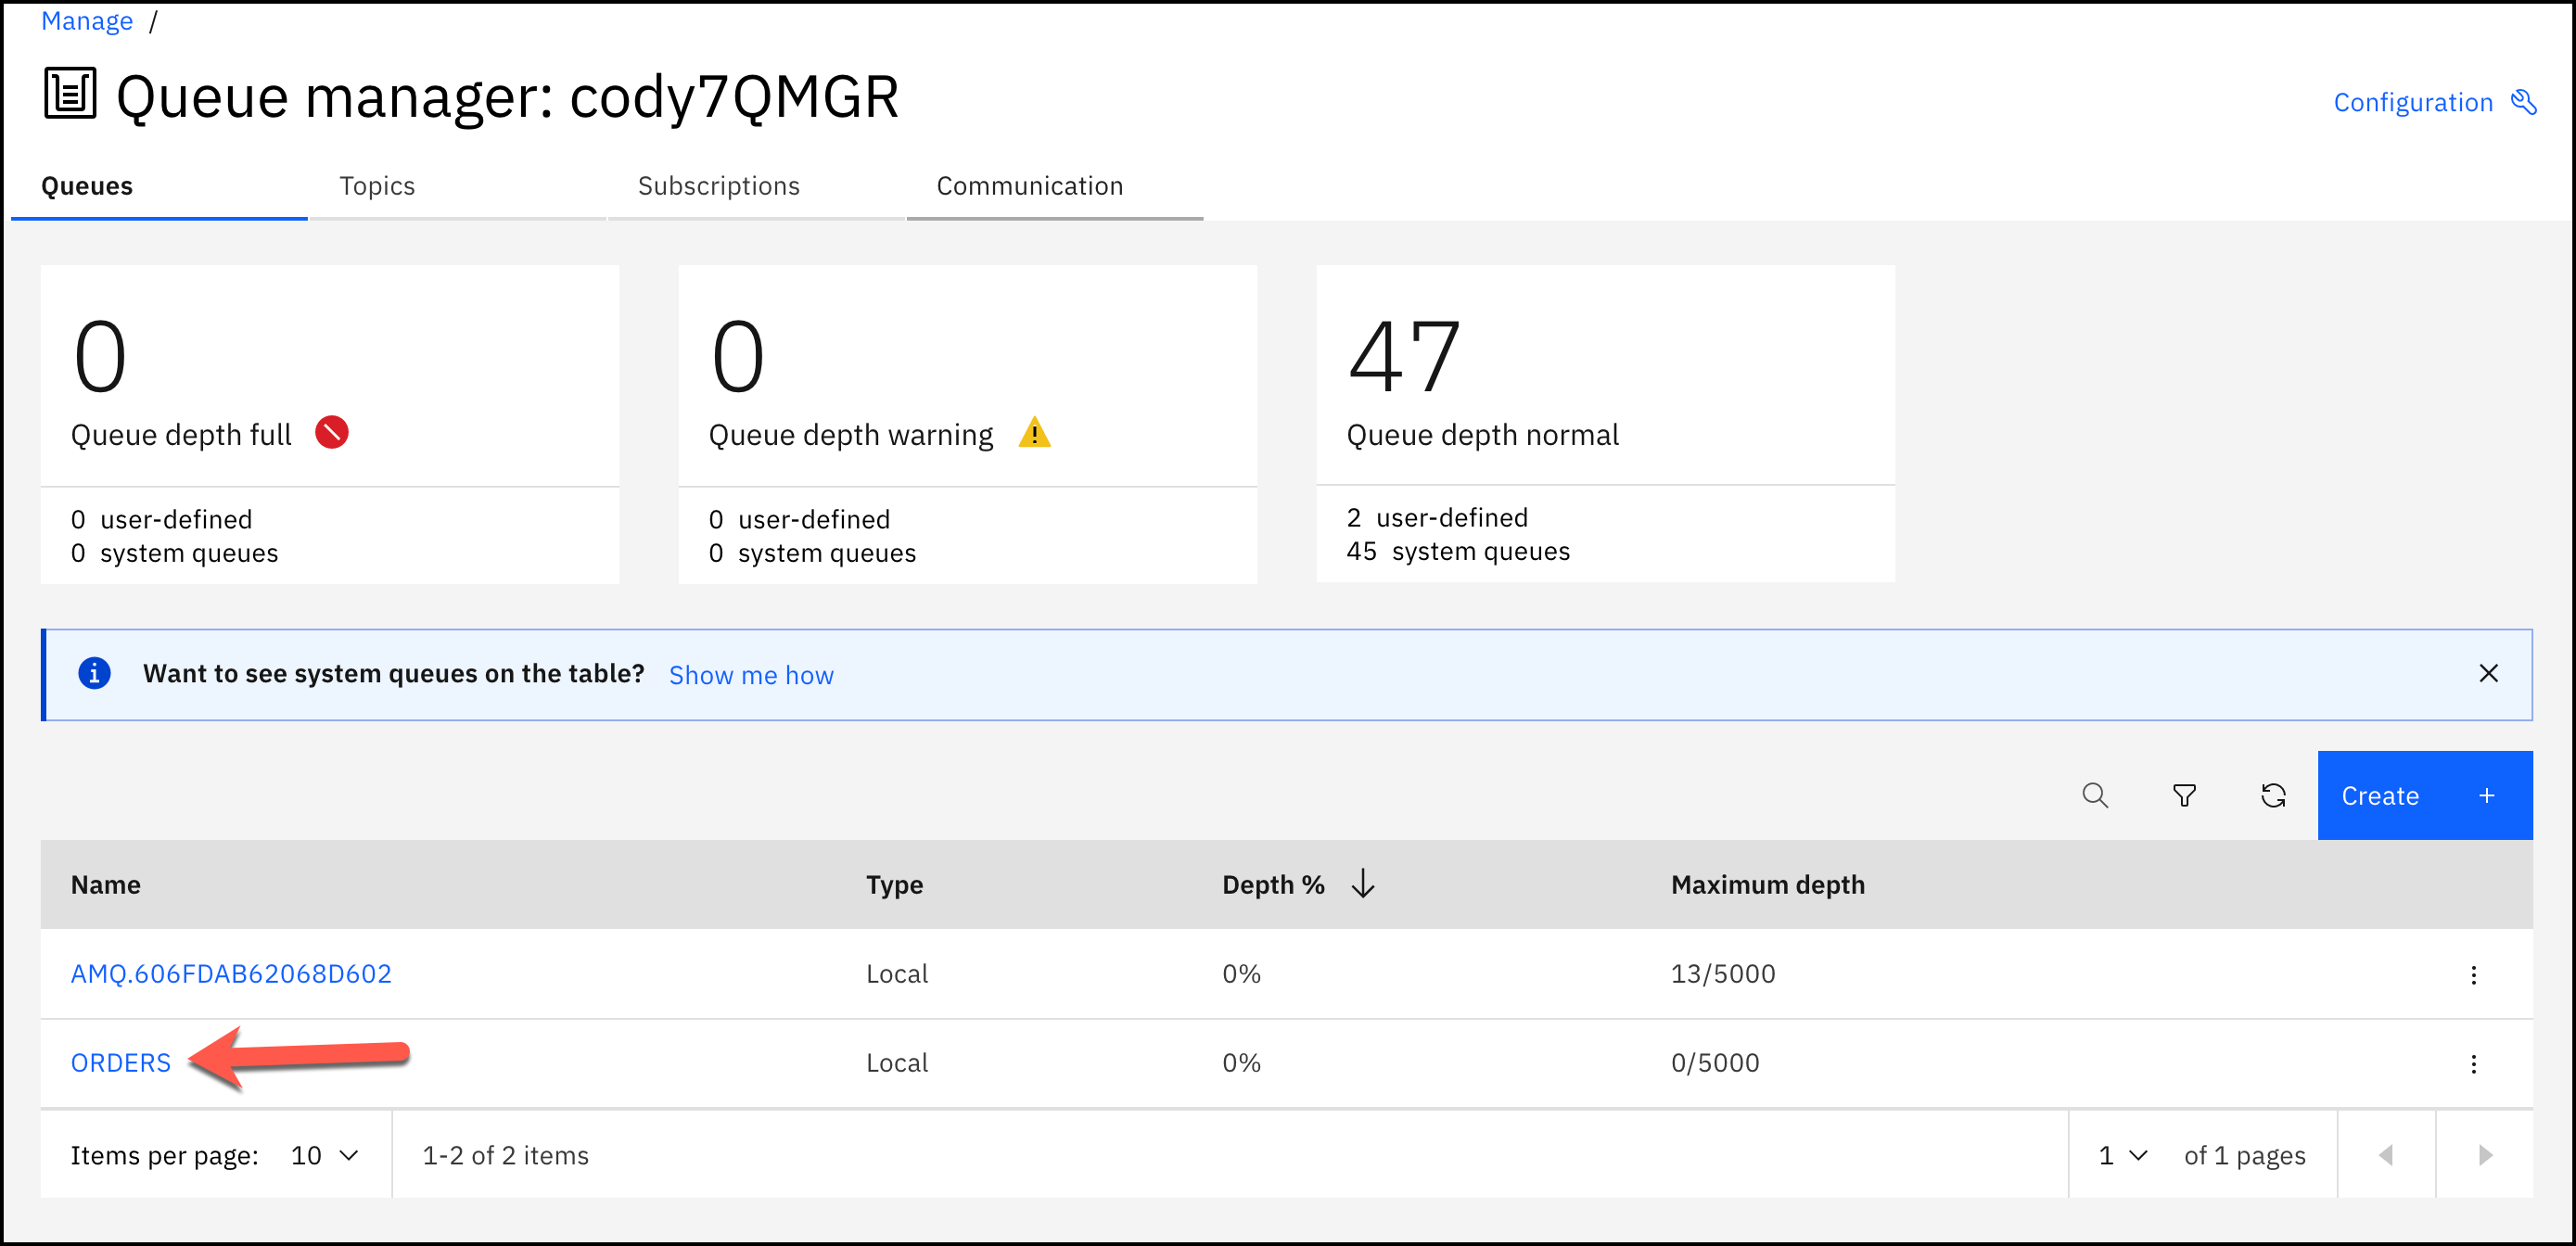 Manage /
Queue manager: cody7QMGR
Configuration
Queues Topics Subscriptions Communication
0
Queue depth full
0 user-defined
0 system queues
0
Queue depth warning
0 user-defined
0 system queues
47
Queue depth normal
2 user-defined
45 system queues
Want to see system queues on the table? Show me how
Create +
Name Type Depth % Maximum depth
AMQ.606FDAB62068D602 Local 0% 13/5000
ORDERS Local 0% 0/5000
Items per page: 10 1-2 of 2 items 1 of 1 pages